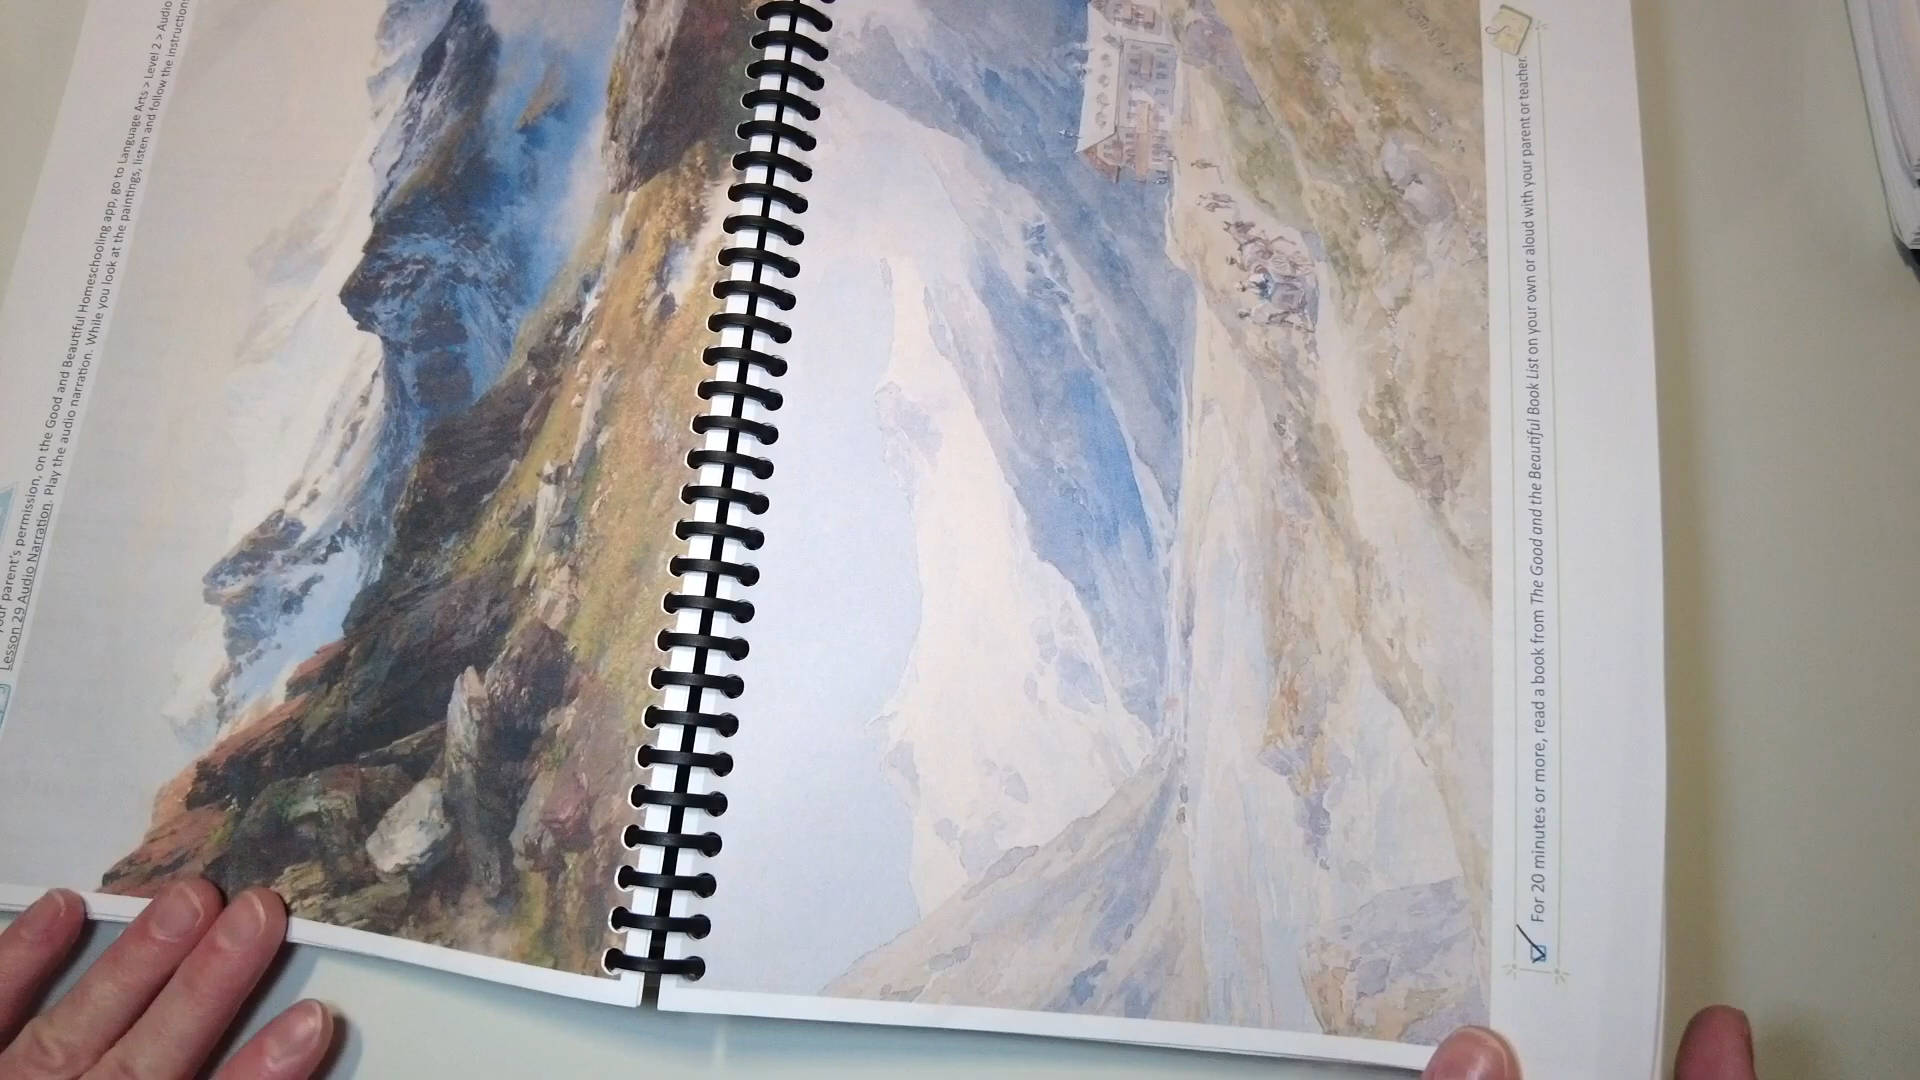 your parent's permission, on the Good and Beautiful Homeschooling app, go to Language Arts > Level 2 > Audio
Lesson 29 Audio Narration. Play the audio narration. While you look at the paintings, listen and follow the instructions
For 20 minutes or more, read a book from The Good and the Beautiful Book List on your own or aloud with your parent or teacher.